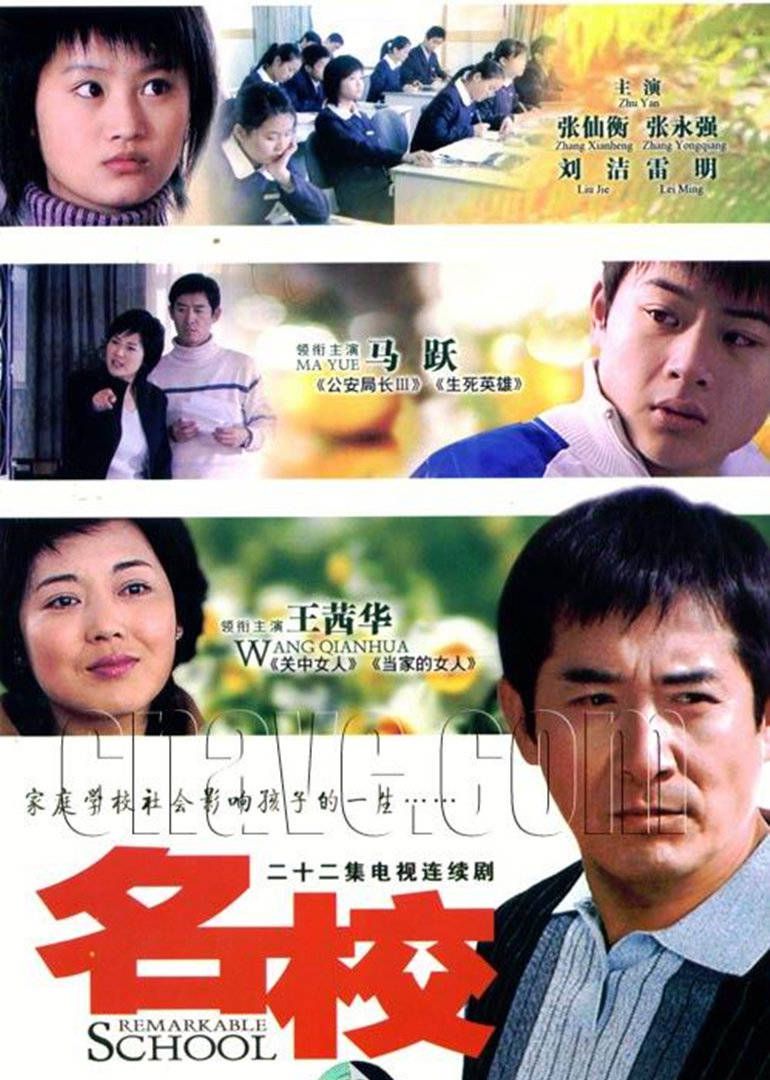 主 演
Zhu Yan
张仙衡 张永强
Zhang Xianheng Zhang Yongqiang
刘 洁 雷 明
Liu Jie Lei Ming
领衔主演 马 跃
MA YUE
《公安局长III》《生死英雄》
领衔主演 王茜华
WANG QIANHUA
《关中女人》《当家的女人》
cnave.com
家庭学校社会影响孩子的一生……
二十二集电视连续剧
名校
REMARKABLE
SCHOOL